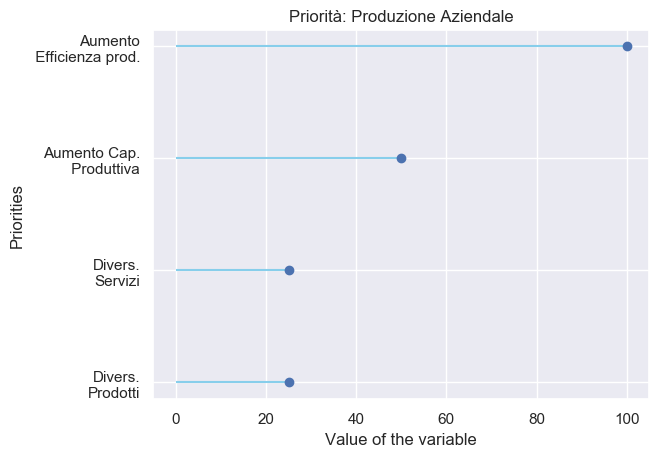 Priorità: Produzione Aziendale
Aumento
Efficienza prod.
Aumento Cap.
Produttiva
Divers.
Servizi
Divers.
Prodotti
Priorities
0 20 40 60 80 100
Value of the variable